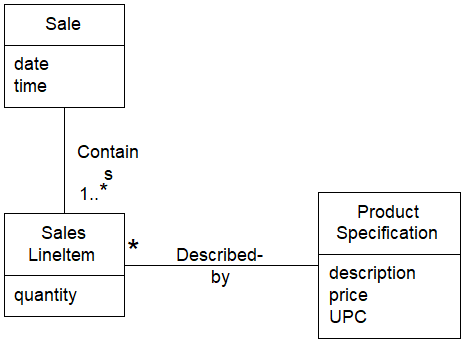 Sale
date
time
Contain
s
1..*
Sales
LineItem
quantity
*
Described-
by
Product
Specification
description
price
UPC